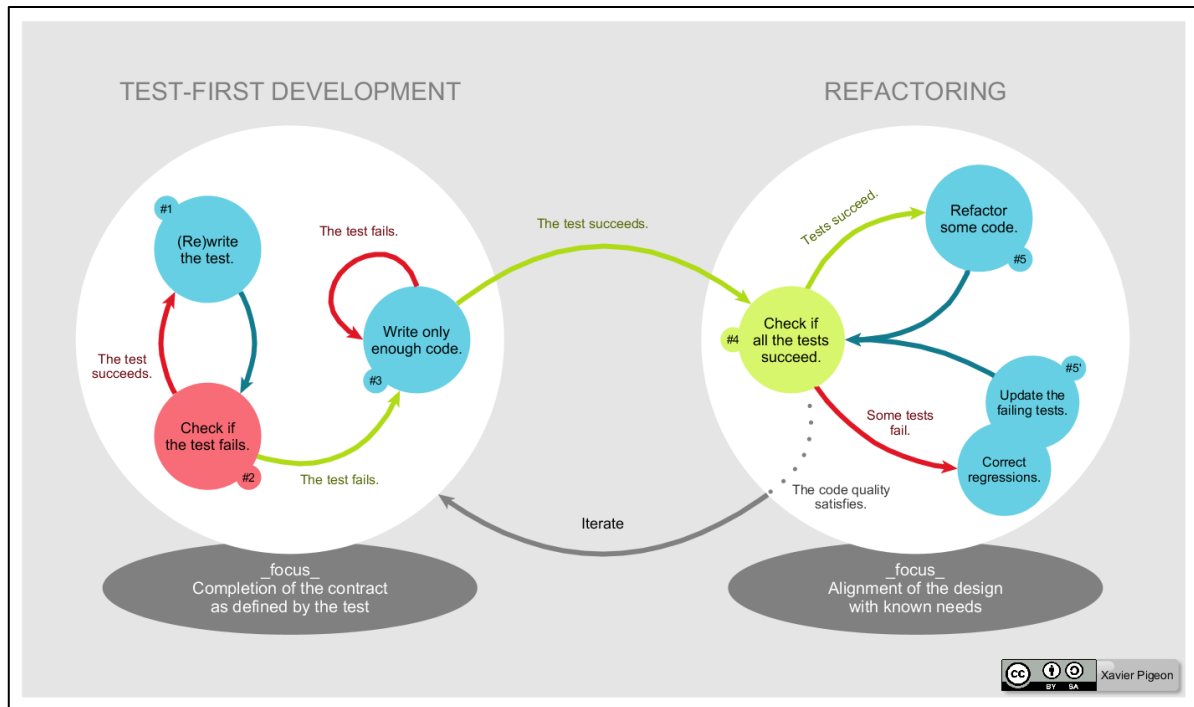 TEST-FIRST DEVELOPMENT
REFACTORING
#1
(Re)write
the test.
The test
succeeds.
Check if
the test fails.
#2
The test fails.
The test fails.
Write only
enough code.
#3
The test succeeds.
#4
Check if
all the tests
succeed.
Tests succeed.
Refactor
some code.
#5
#5'
Update the
failing tests.
Some tests
fail.
Correct
regressions.
The code quality
satisfies.
Iterate
_focus_
Completion of the contract
as defined by the test
_focus_
Alignment of the design
with known needs
cc
BY SA
Xavier Pigeon